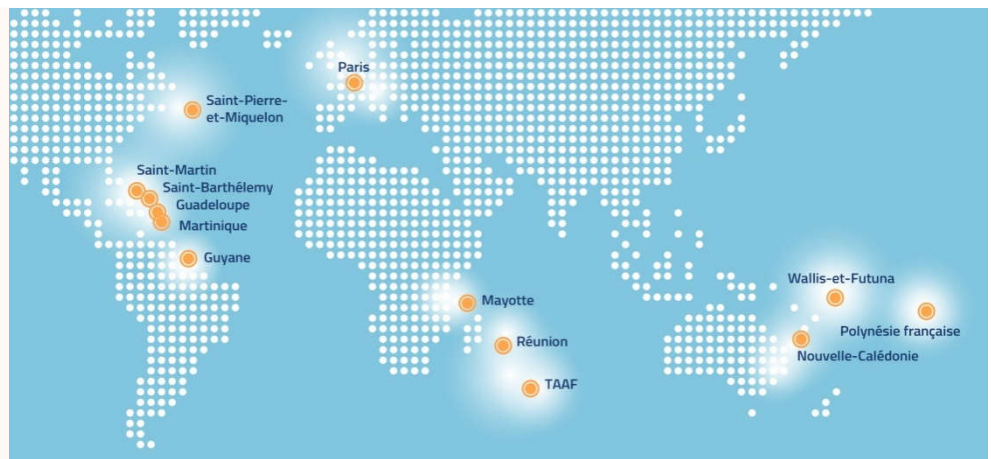 Paris
Saint-Pierre-
et-Miquelon
Saint-Martin
Saint-Barthélemy
Guadeloupe
Martinique
Guyane
Mayotte
Réunion
TAAF
Wallis-et-Futuna
Polynésie française
Nouvelle-Calédonie